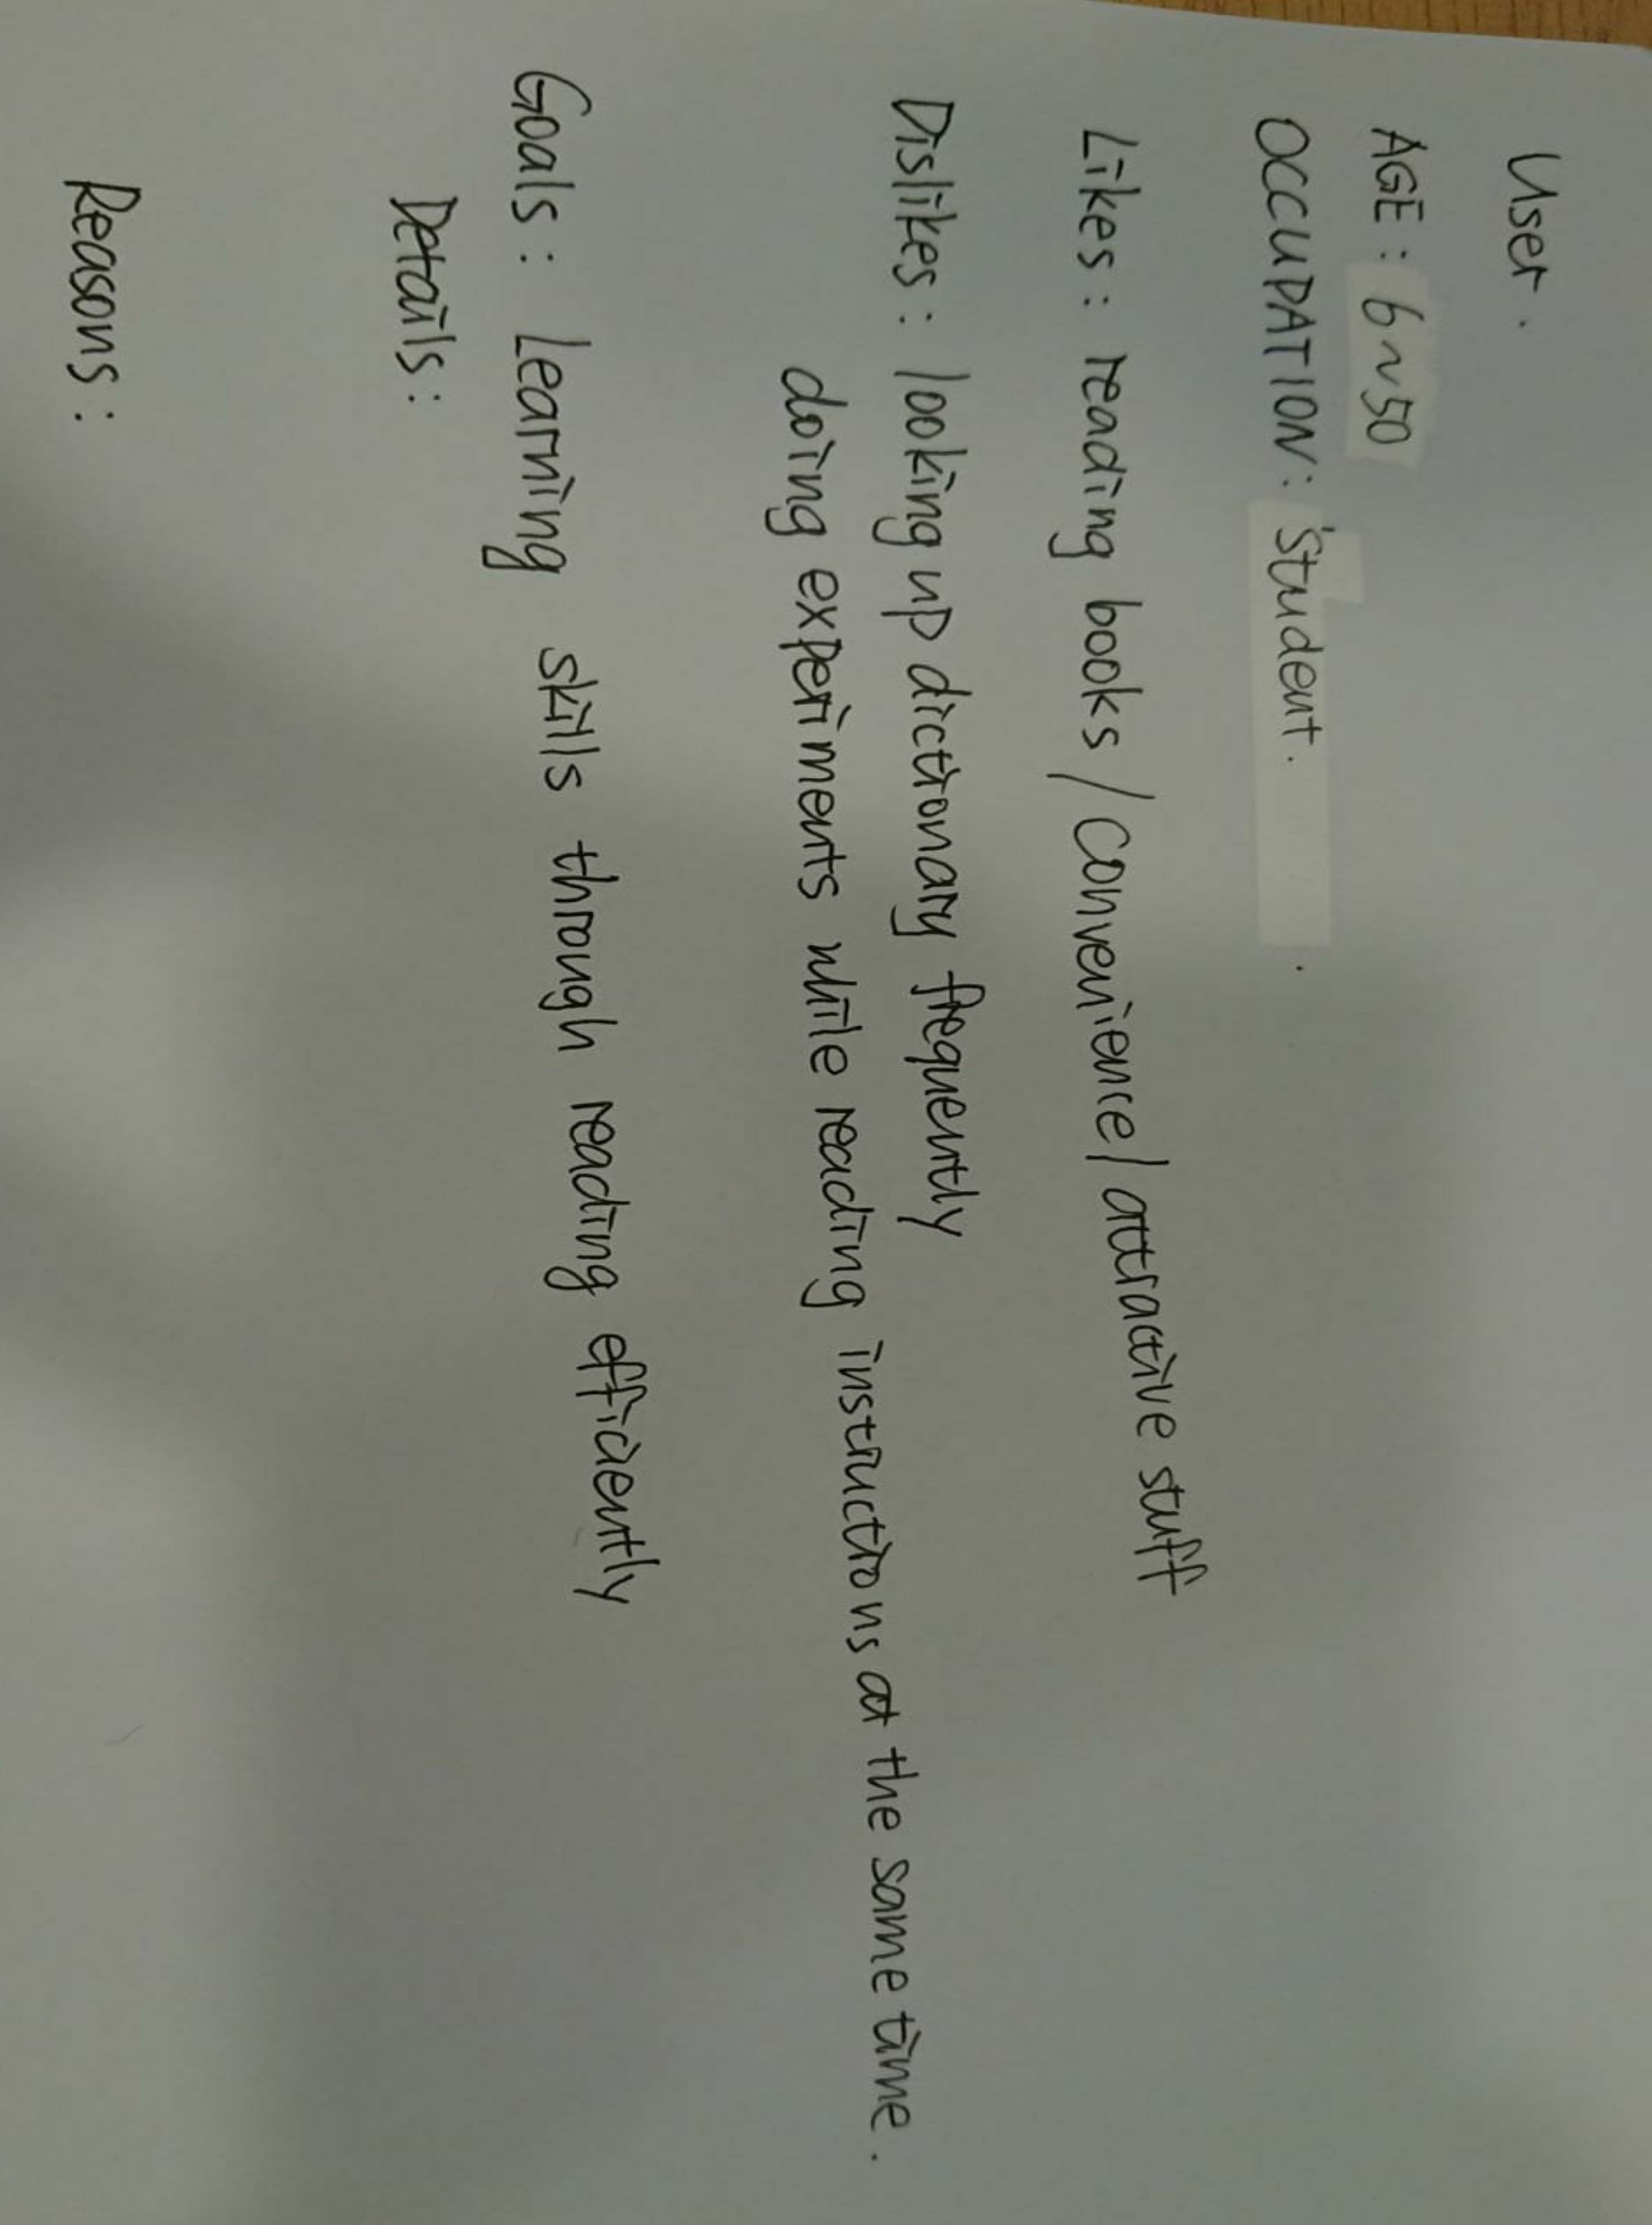 User.
AGE: 6~50
OCCUPATION: student.
Likes: reading books/convenience/attractive stuff
Dislikes: looking up dictionary frequently
doing experiments while reading instructions at the same time.
Goals: Learning skills through reading efficiently
Details:
Reasons: